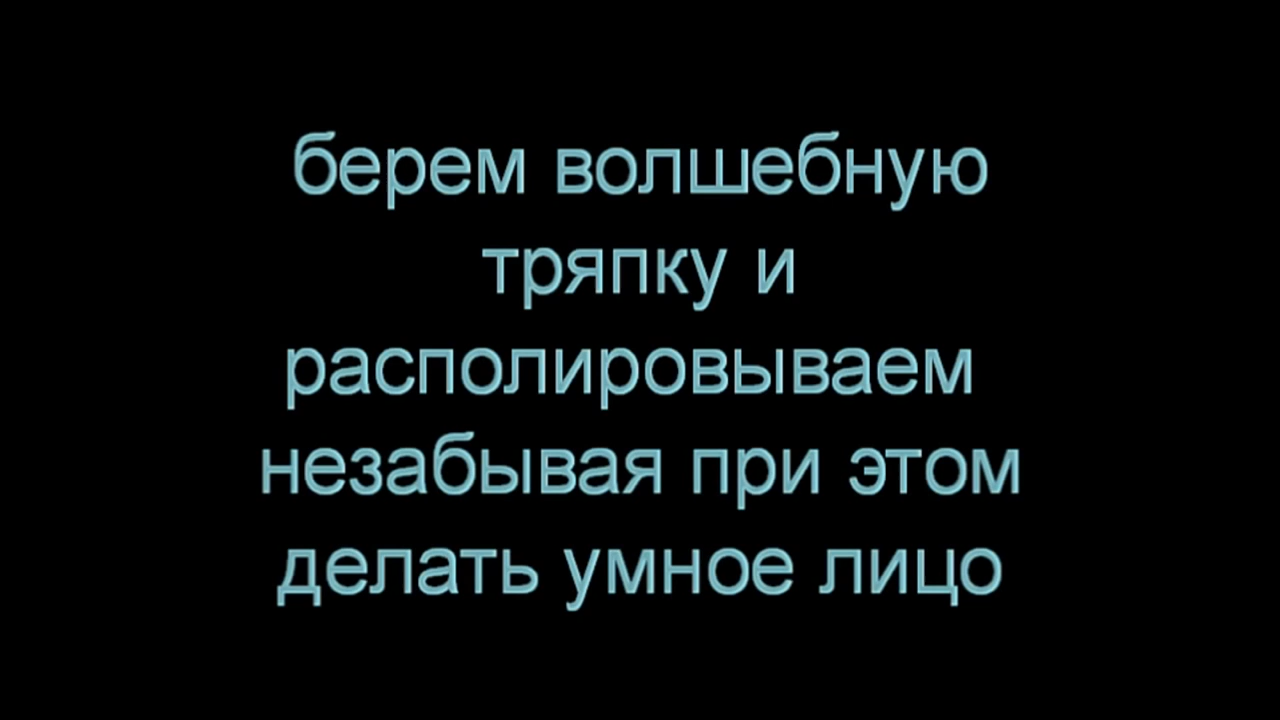 берем волшебную
тряпку и
располировываем
незабывая при этом
делать умное лицо